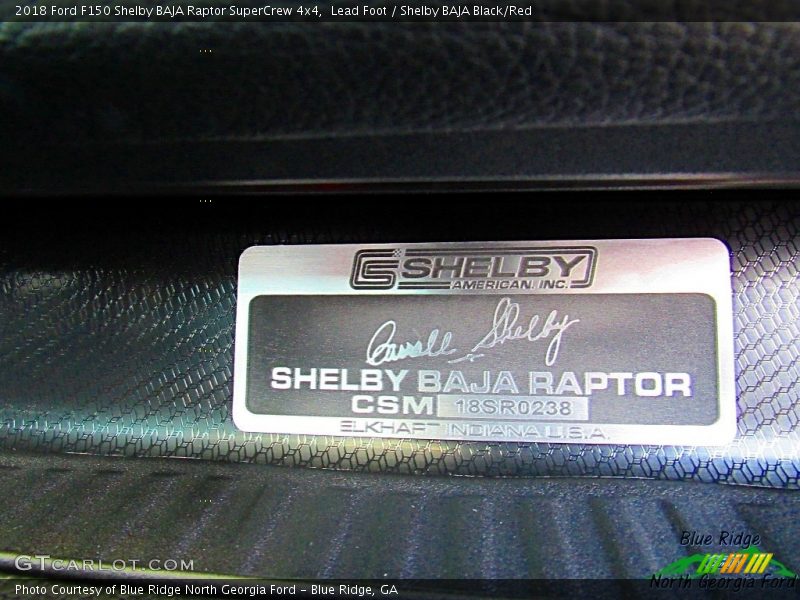 2018 Ford F150 Shelby BAJA Raptor SuperCrew 4x4, Lead Foot / Shelby BAJA Black/Red
SHELBY
AMERICAN, INC.
Carroll Shelby
SHELBY BAJA RAPTOR
CSM 18SR0238
ELKHART INDIANA U.S.A.
GTCARLOT.COM
Blue Ridge
North Georgia Ford
Photo Courtesy of Blue Ridge North Georgia Ford – Blue Ridge, GA